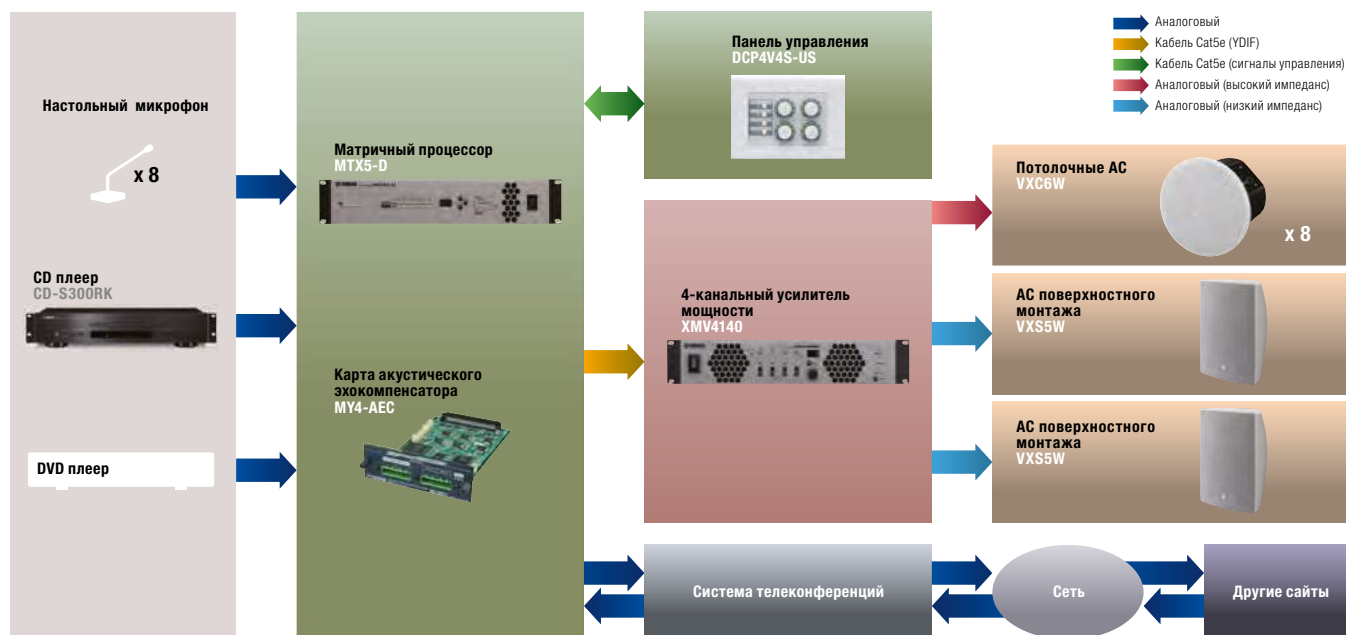 Настольный микрофон
x 8
CD плеер
CD-S300RK
DVD плеер
Матричный процессор
MTX5-D
Карта акустического
эхокомпенсатора
MY4-AEC
Панель управления
DCP4V4S-US
4-канальный усилитель
мощности
XMV4140
Система телеконференций
Аналоговый
Кабель Cat5e (YDIF)
Кабель Cat5e (сигналы управления)
Аналоговый (высокий импеданс)
Аналоговый (низкий импеданс)
Потолочные АС
VXC6W
x 8
АС поверхностного
монтажа
VXS5W
АС поверхностного
монтажа
VXS5W
Сеть
Другие сайты